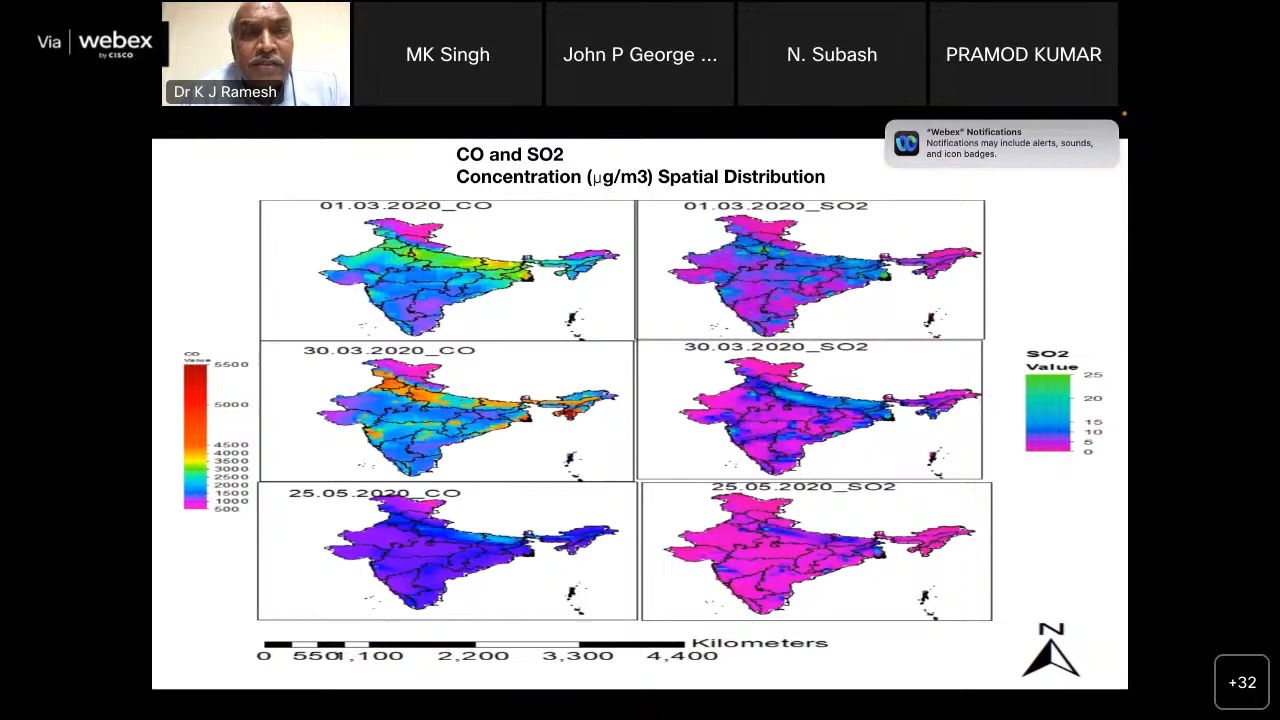 Via webex
by CISCO
Dr K J Ramesh
MK Singh
John P George ...
N. Subash
PRAMOD KUMAR
"Webex" Notifications
Notifications may include alerts, sounds,
and icon badges.
CO and SO2
Concentration (µg/m3) Spatial Distribution
01.03.2020_CO
01.03.2020_SO2
30.03.2020_CO
30.03.2020_SO2
25.05.2020_CO
25.05.2020_SO2
CO
Value
5500
5000
4500
4000
3500
3000
2500
2000
1500
1000
500
SO2
Value
25
20
15
10
5
0
Kilometers
0 550 1,100 2,200 3,300 4,400
N
+32